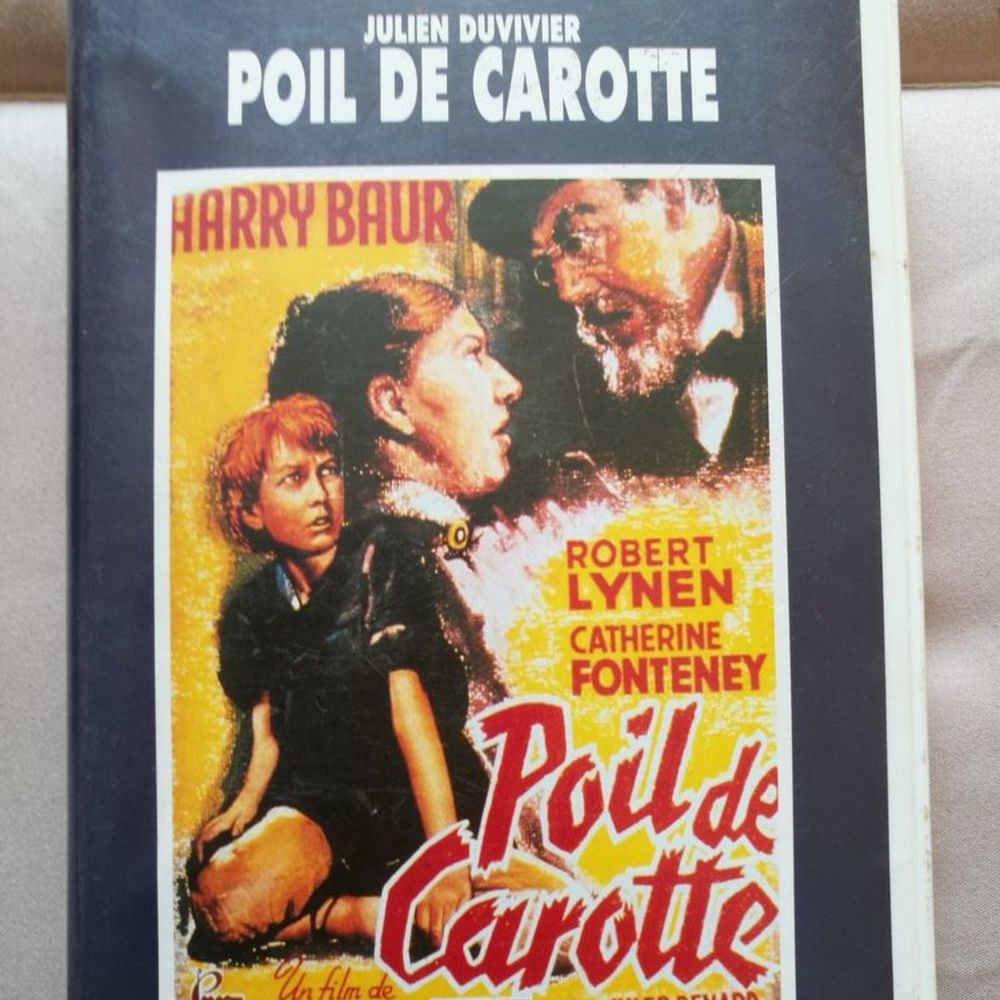 JULIEN DUVIVIER
POIL DE CAROTTE
HARRY BAUR
ROBERT
LYNEN
CATHERINE
FONTENEY
Poil de
Carotte
Un film de